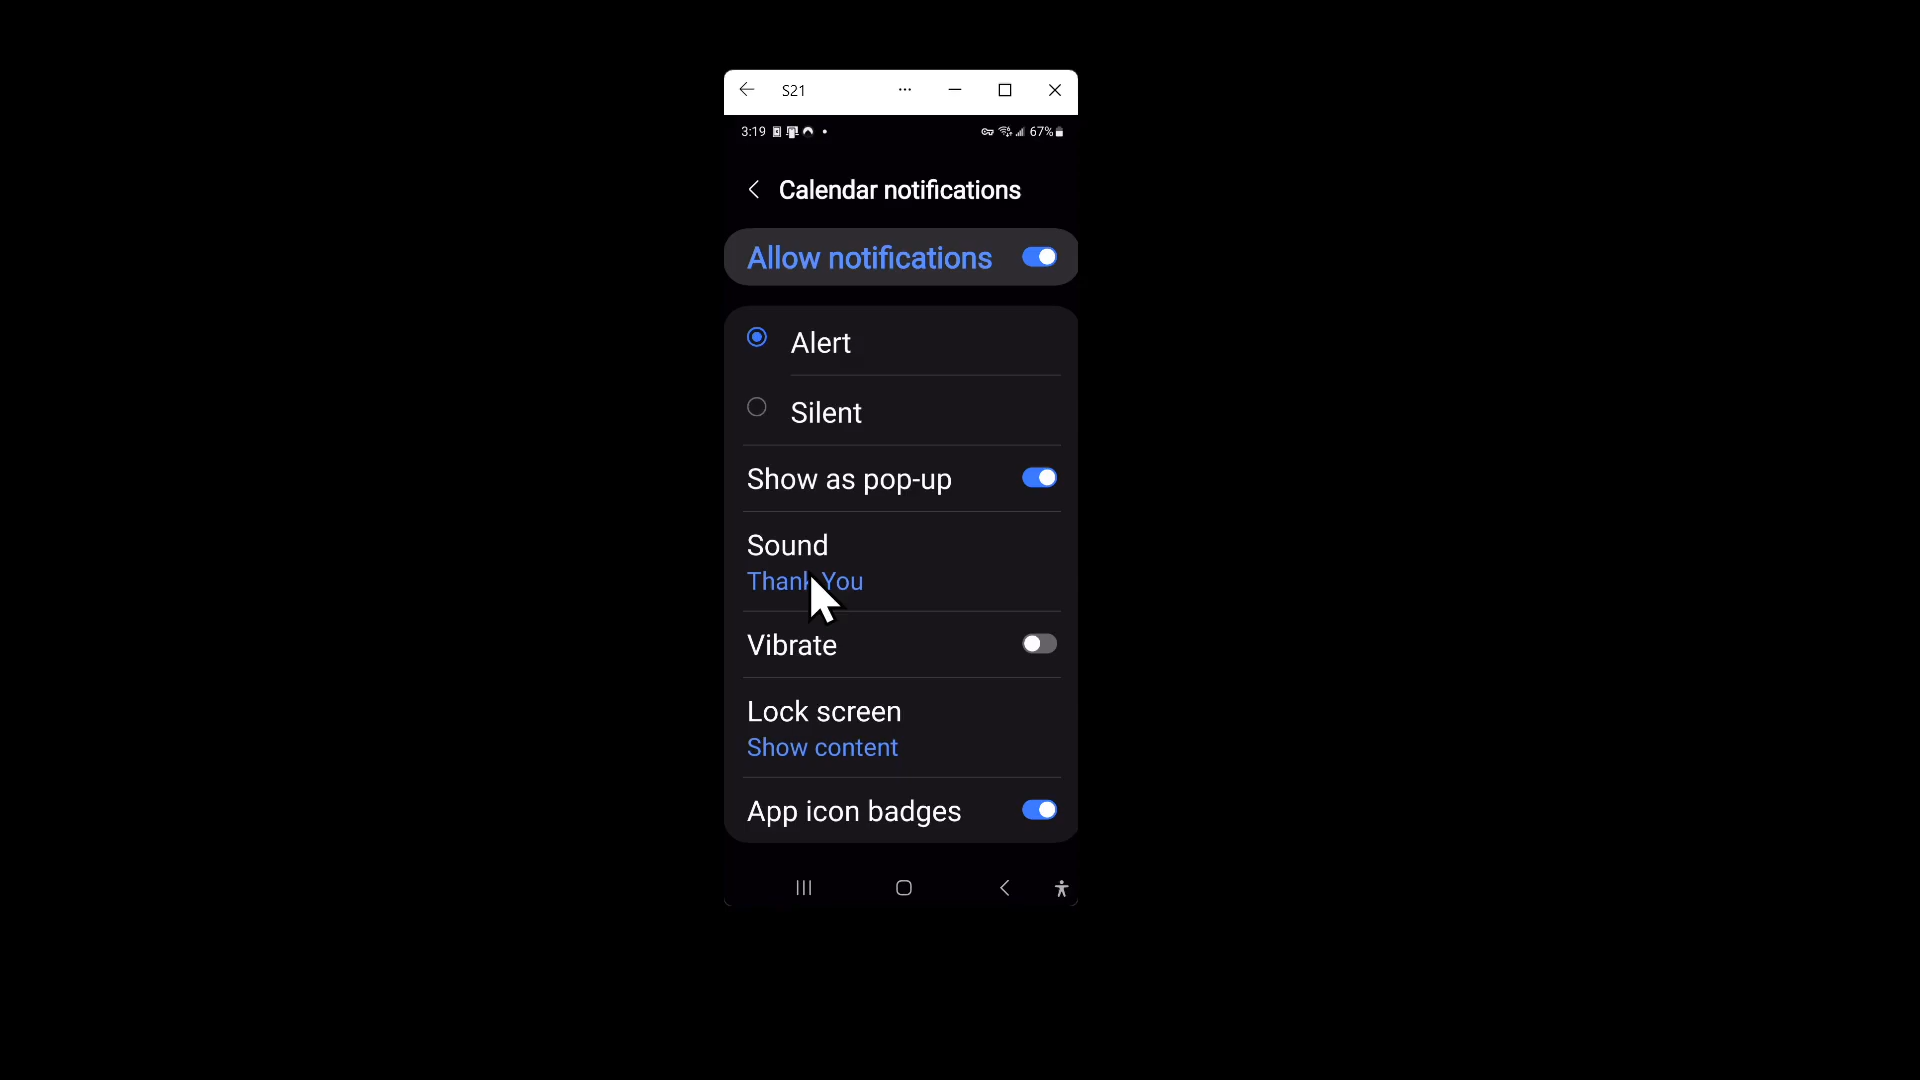 S21
3:19
67%
Calendar notifications
Allow notifications
Alert
Silent
Show as pop-up
Sound
Thank You
Vibrate
Lock screen
Show content
App icon badges